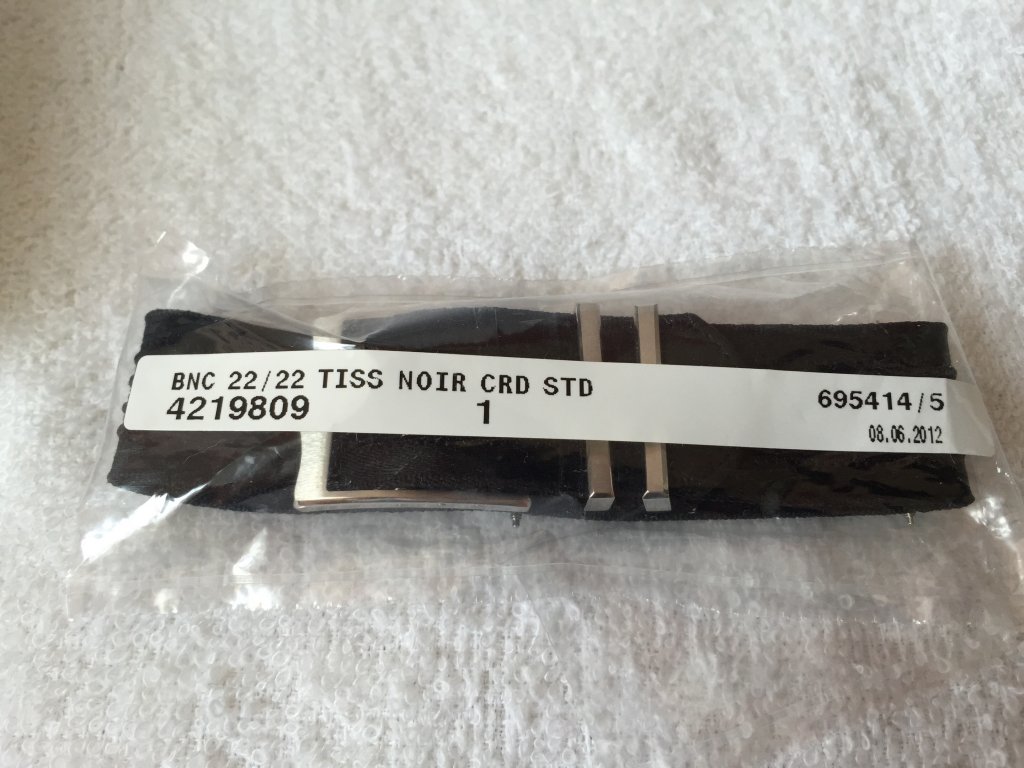 BNC 22/22 TISS NOIR CRD STD
4219809 1 695414/5
08.06.2012